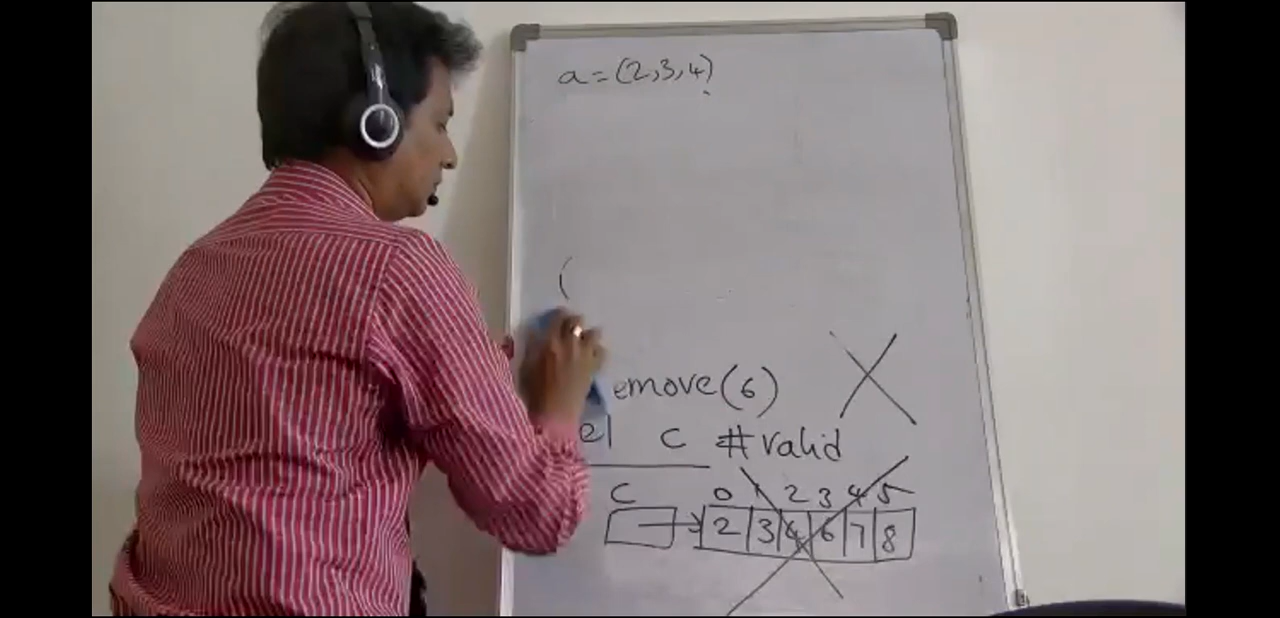 a = (2,3,4)
(
emove(6)
el c #valid
c 0 1 2 3 4 5
2 3 4 6 7 8